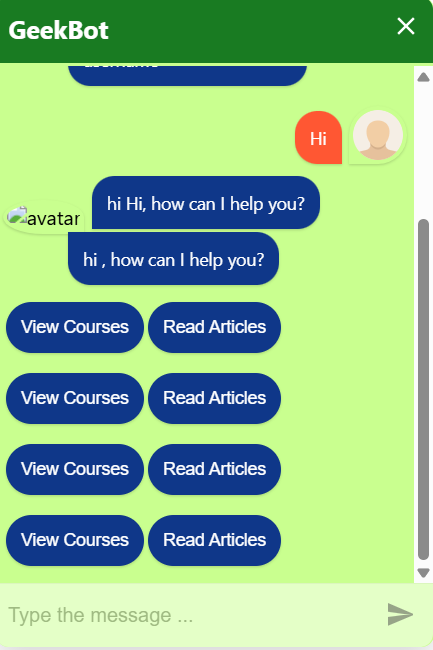 GeekBot
username
Hi
avatar
hi Hi, how can I help you?
hi , how can I help you?
View Courses Read Articles
View Courses Read Articles
View Courses Read Articles
View Courses Read Articles
Type the message ...